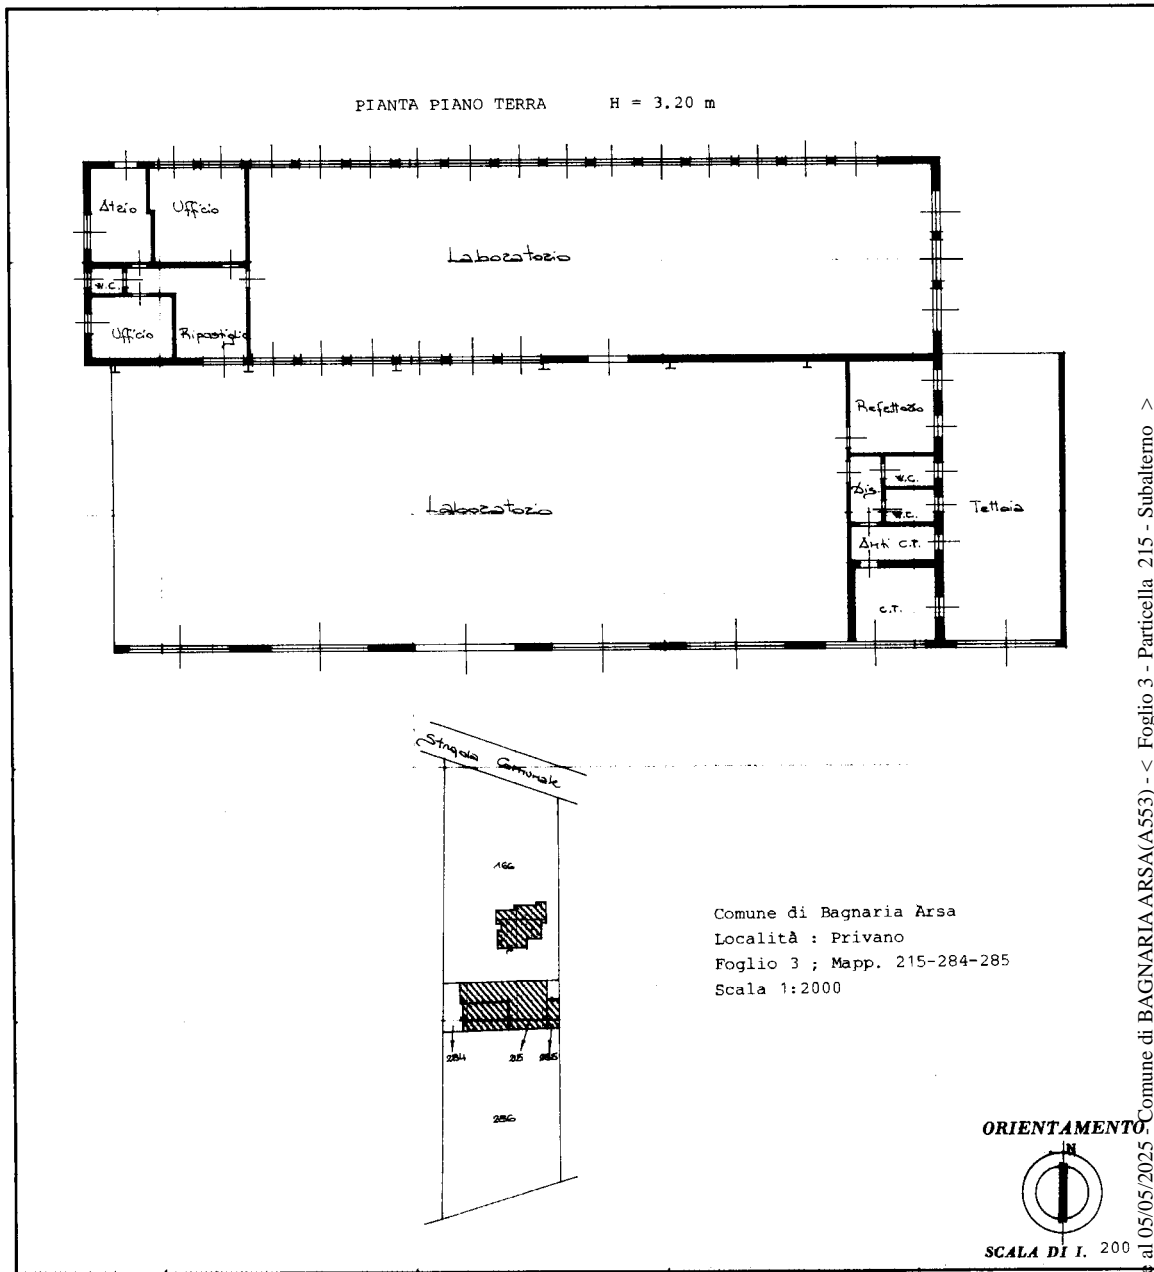 PIANTA PIANO TERRA H = 3.20 m
Atrio
Ufficio
Laboratorio
W.C.
Ufficio
Ripostiglio
Refettorio
W.C.
Dis.
W.C.
Laboratorio
Tettoia
Anti C.T.
C.T.
Strada Comunale
166
Comune di Bagnaria Arsa
Località : Privano
Foglio 3 ; Mapp. 215-284-285
Scala 1:2000
284
215
285
286
ORIENTAMENTO
N
SCALA DI I. 200
al 05/05/2025 - Comune di BAGNARIA ARSA(A553) - < Foglio 3 - Particella 215 - Subalterno >